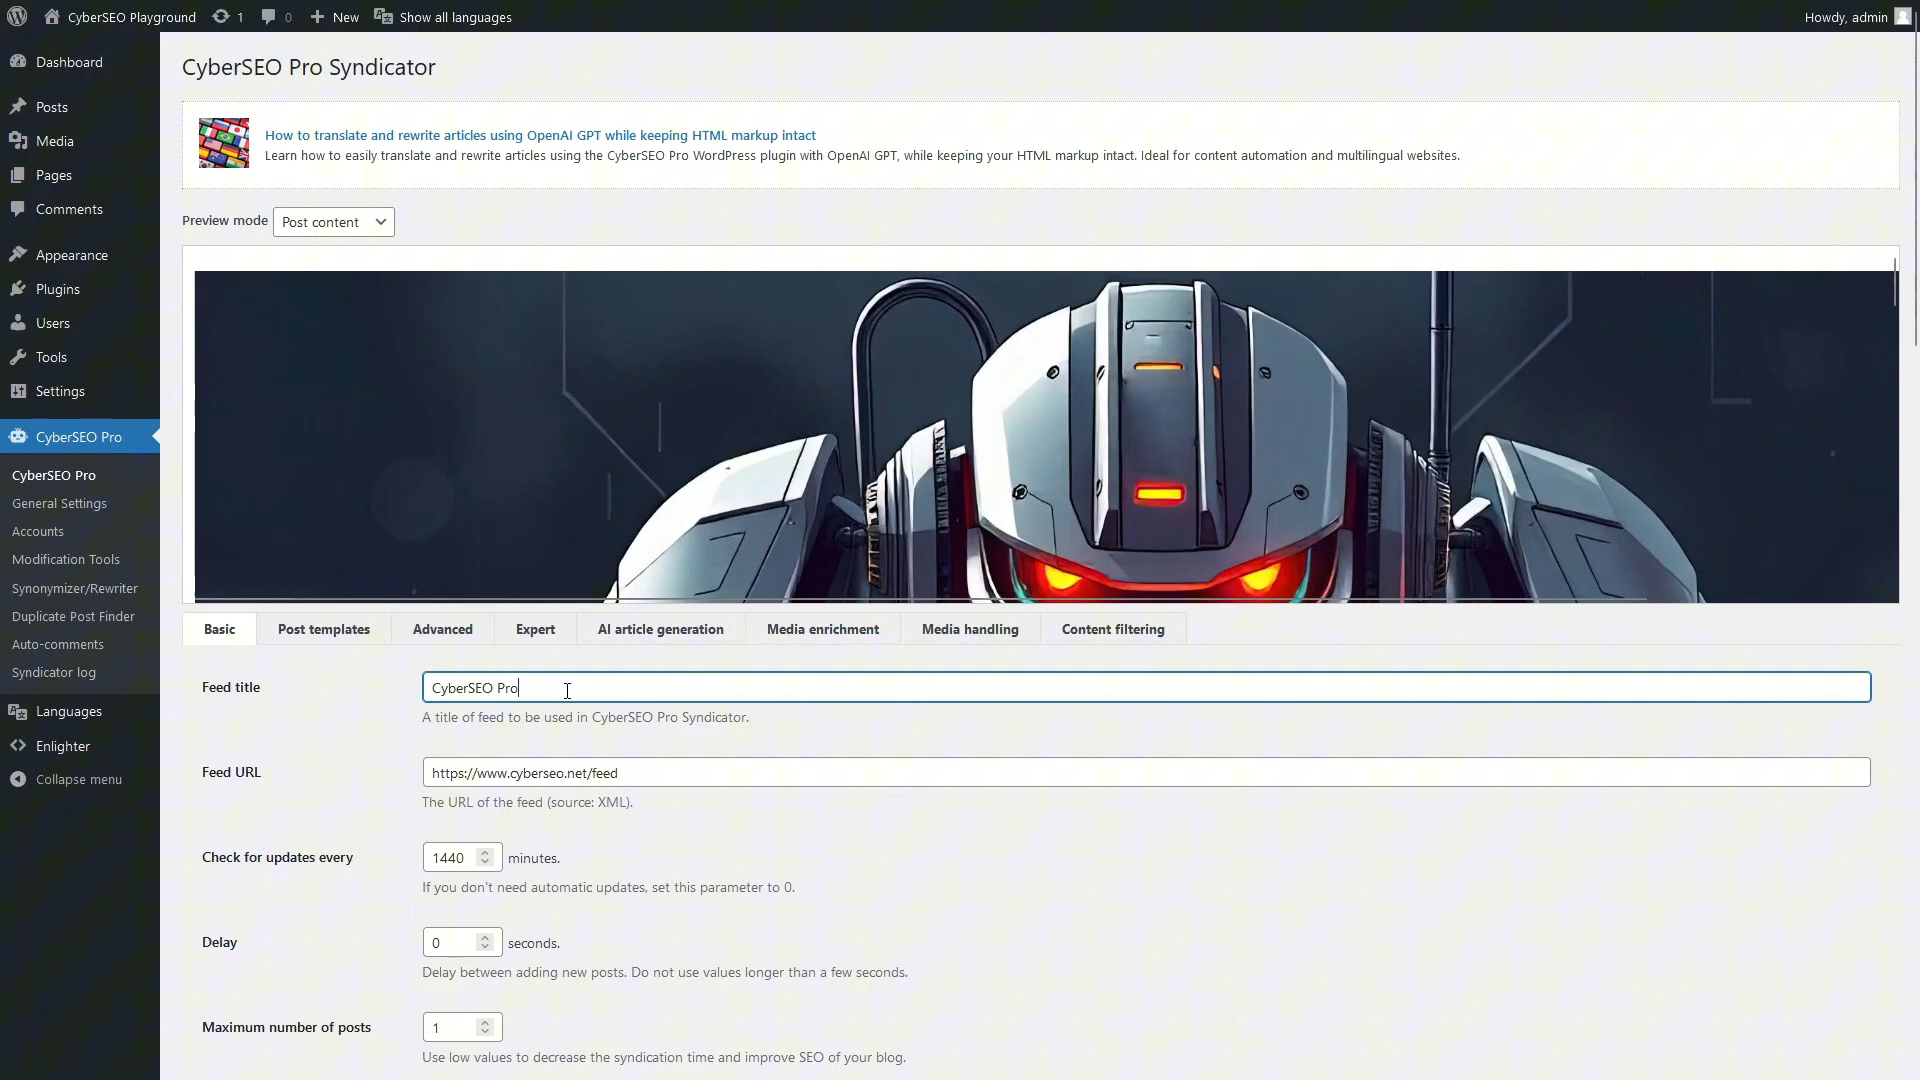 CyberSEO Playground 1 0 New Show all languages Howdy, admin
Dashboard
Posts
Media
Pages
Comments
Appearance
Plugins
Users
Tools
Settings
CyberSEO Pro
CyberSEO Pro
General Settings
Accounts
Modification Tools
Synonymizer/Rewriter
Duplicate Post Finder
Auto-comments
Syndicator log
Languages
Enlighter
Collapse menu
CyberSEO Pro Syndicator
How to translate and rewrite articles using OpenAI GPT while keeping HTML markup intact
Learn how to easily translate and rewrite articles using the CyberSEO Pro WordPress plugin with OpenAI GPT, while keeping your HTML markup intact. Ideal for content automation and multilingual websites.
Preview mode Post content
Basic Post templates Advanced Expert AI article generation Media enrichment Media handling Content filtering
Feed title CyberSEO Pro
A title of feed to be used in CyberSEO Pro Syndicator.
Feed URL https://www.cyberseo.net/feed
The URL of the feed (source: XML).
Check for updates every 1440 minutes.
If you don't need automatic updates, set this parameter to 0.
Delay 0 seconds.
Delay between adding new posts. Do not use values longer than a few seconds.
Maximum number of posts 1
Use low values to decrease the syndication time and improve SEO of your blog.